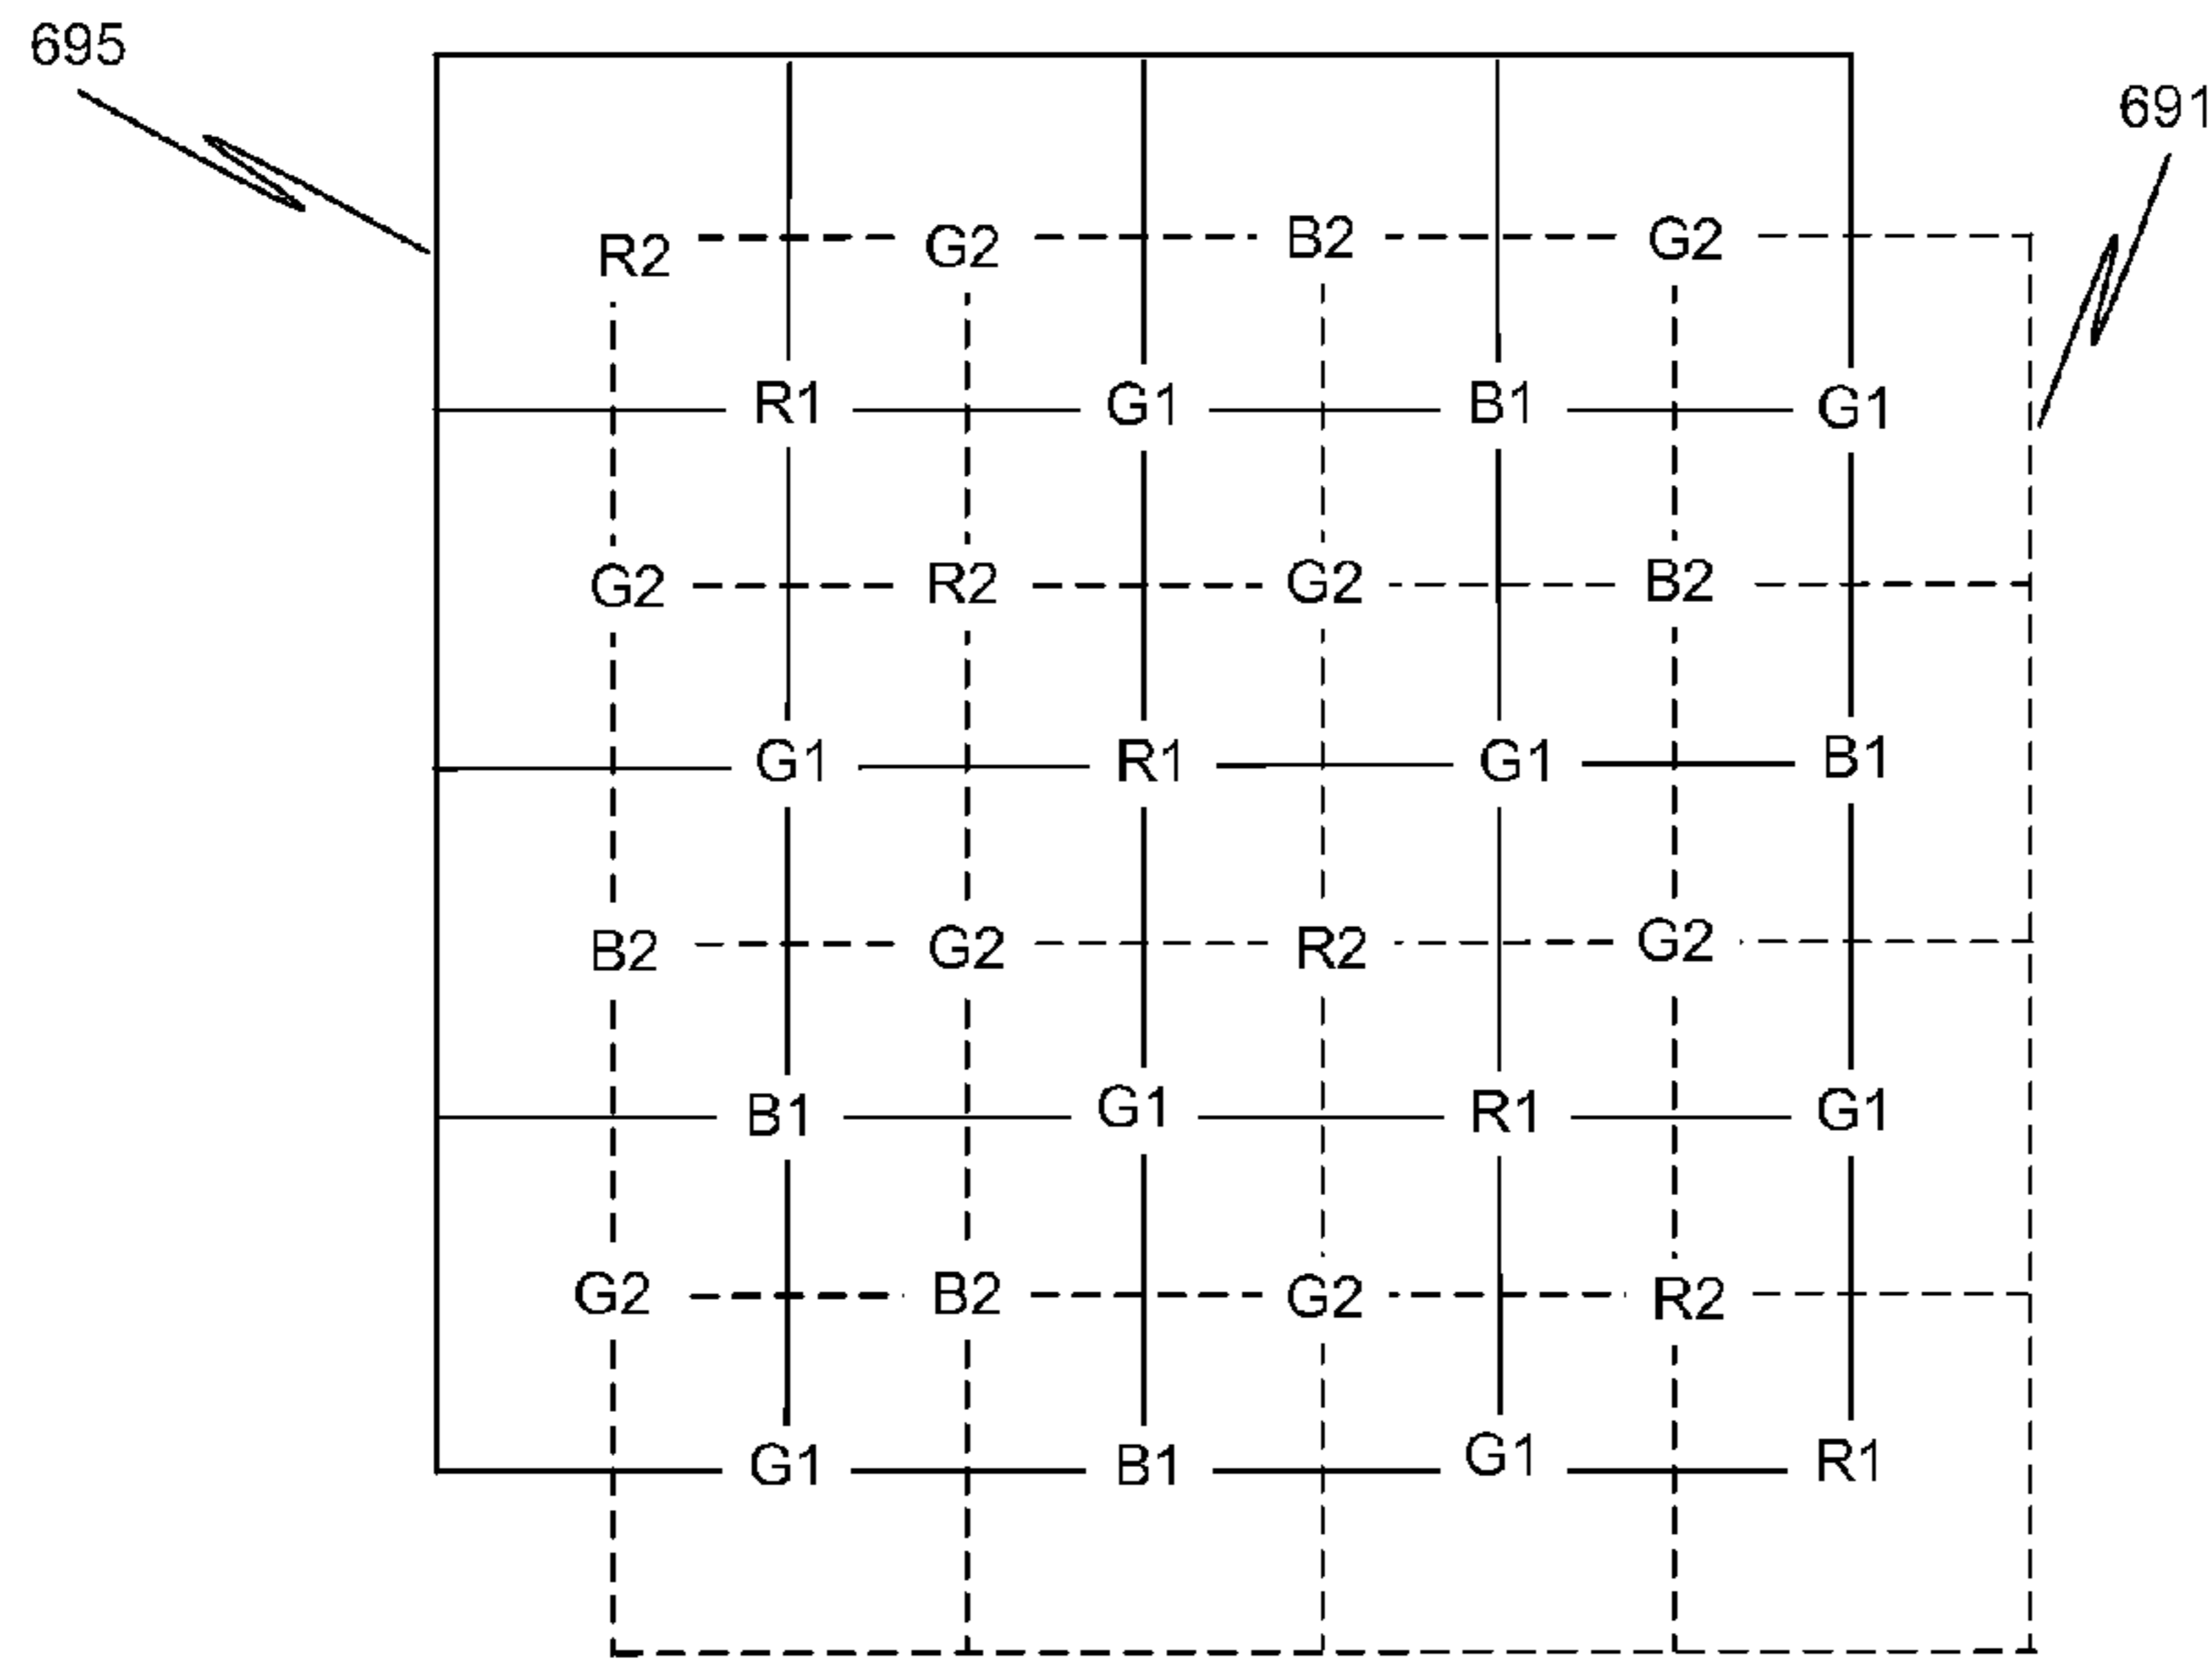 695
691
R2 G2 B2 G2
R1 G1 B1 G1
G2 R2 G2 B2
G1 R1 G1 B1
B2 G2 R2 G2
B1 G1 R1 G1
G2 B2 G2 R2
G1 B1 G1 R1